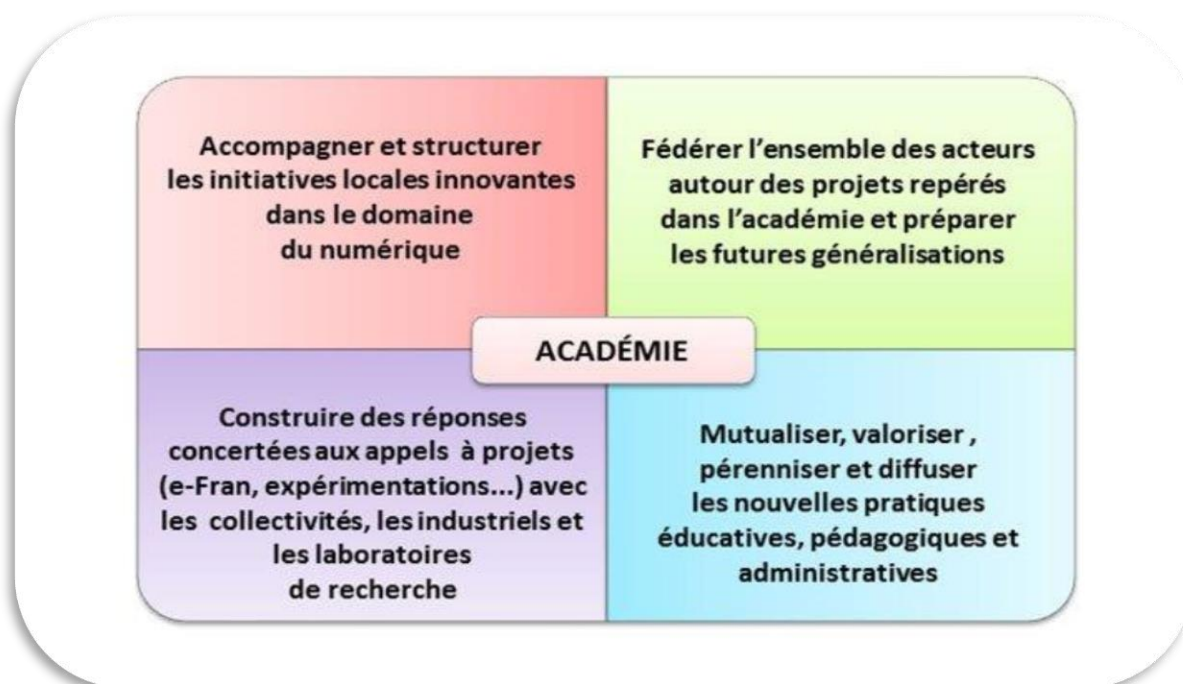 Accompagner et structurer
les initiatives locales innovantes
dans le domaine
du numérique
Fédérer l'ensemble des acteurs
autour des projets repérés
dans l'académie et préparer
les futures généralisations
ACADÉMIE
Construire des réponses
concertées aux appels à projets
(e-Fran, expérimentations...) avec
les collectivités, les industriels et
les laboratoires
de recherche
Mutualiser, valoriser ,
pérenniser et diffuser
les nouvelles pratiques
éducatives, pédagogiques et
administratives